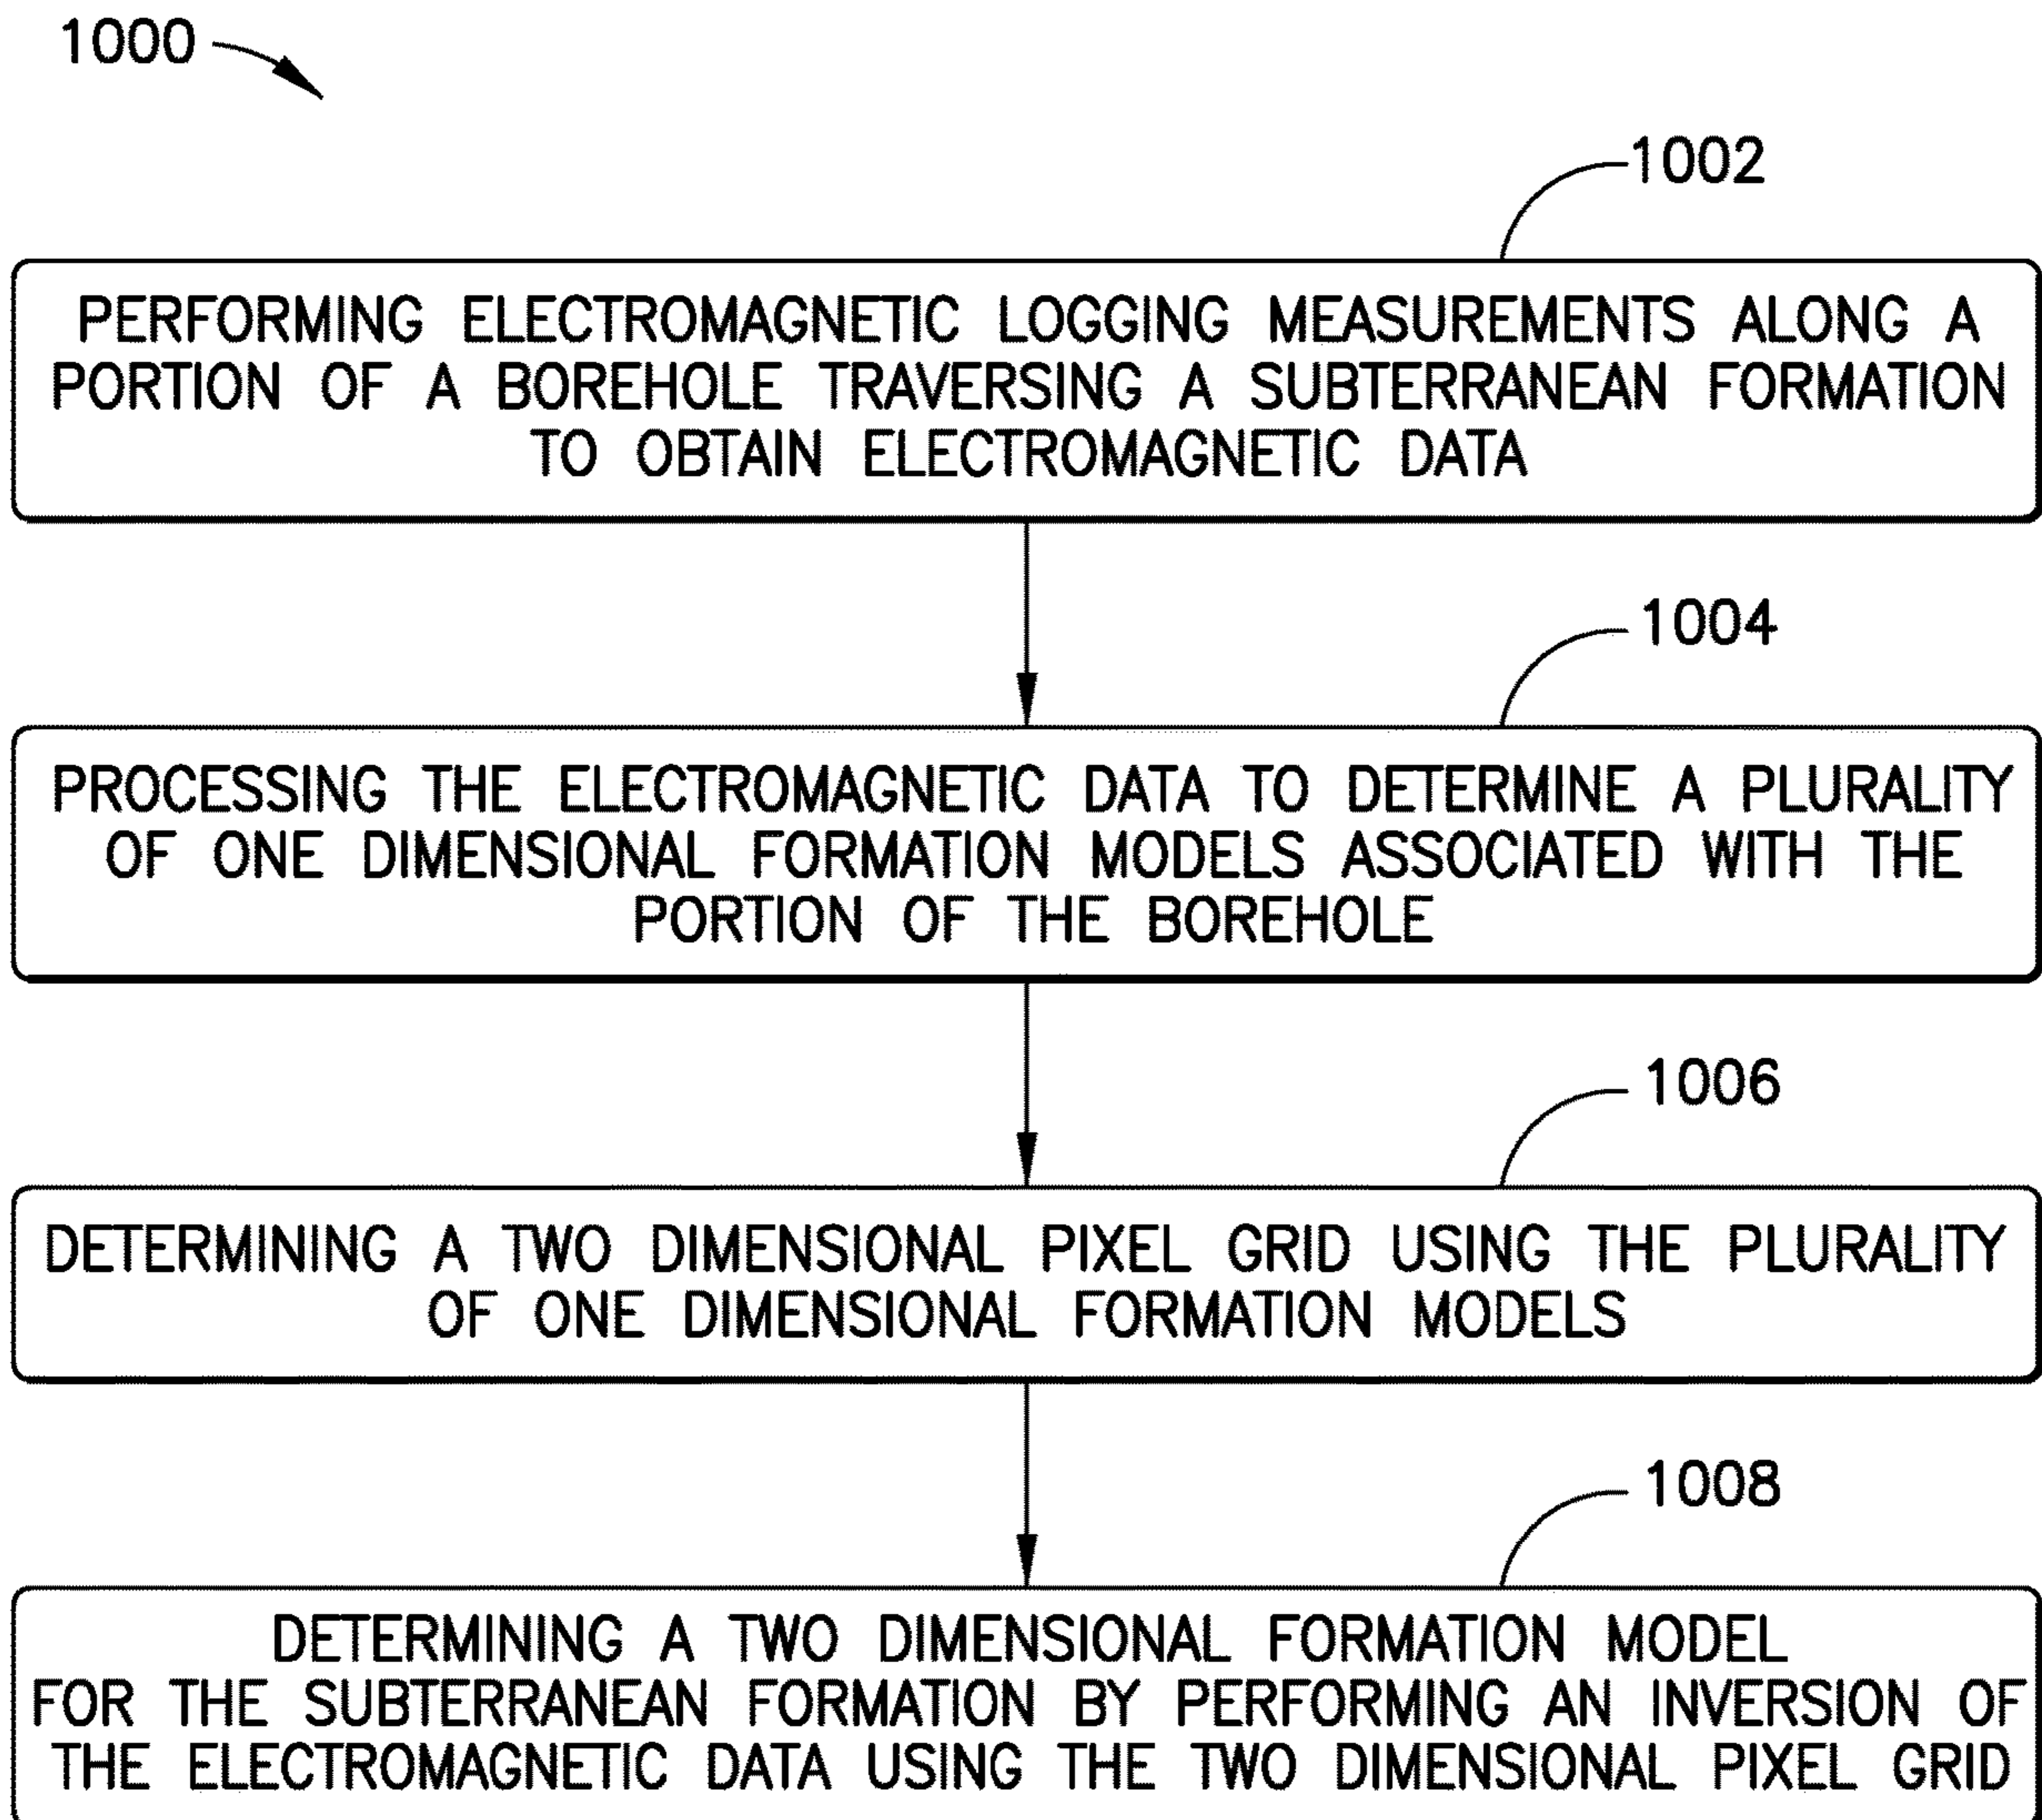 1000
1002
PERFORMING ELECTROMAGNETIC LOGGING MEASUREMENTS ALONG A
PORTION OF A BOREHOLE TRAVERSING A SUBTERRANEAN FORMATION
TO OBTAIN ELECTROMAGNETIC DATA
1004
PROCESSING THE ELECTROMAGNETIC DATA TO DETERMINE A PLURALITY
OF ONE DIMENSIONAL FORMATION MODELS ASSOCIATED WITH THE
PORTION OF THE BOREHOLE
1006
DETERMINING A TWO DIMENSIONAL PIXEL GRID USING THE PLURALITY
OF ONE DIMENSIONAL FORMATION MODELS
1008
DETERMINING A TWO DIMENSIONAL FORMATION MODEL
FOR THE SUBTERRANEAN FORMATION BY PERFORMING AN INVERSION OF
THE ELECTROMAGNETIC DATA USING THE TWO DIMENSIONAL PIXEL GRID